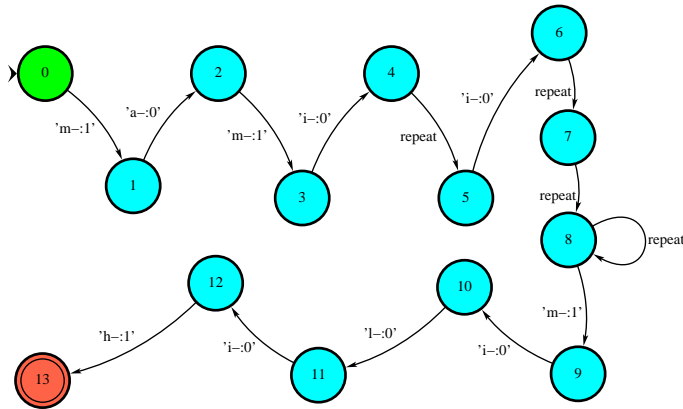 0
'm–:1'
1
'a–:0'
2
'm–:1'
3
'i–:0'
4
repeat
5
'i–:0'
6
repeat
7
repeat
8
repeat
'm–:1'
9
'i–:0'
10
'l–:0'
11
'i–:0'
12
'h–:1'
13